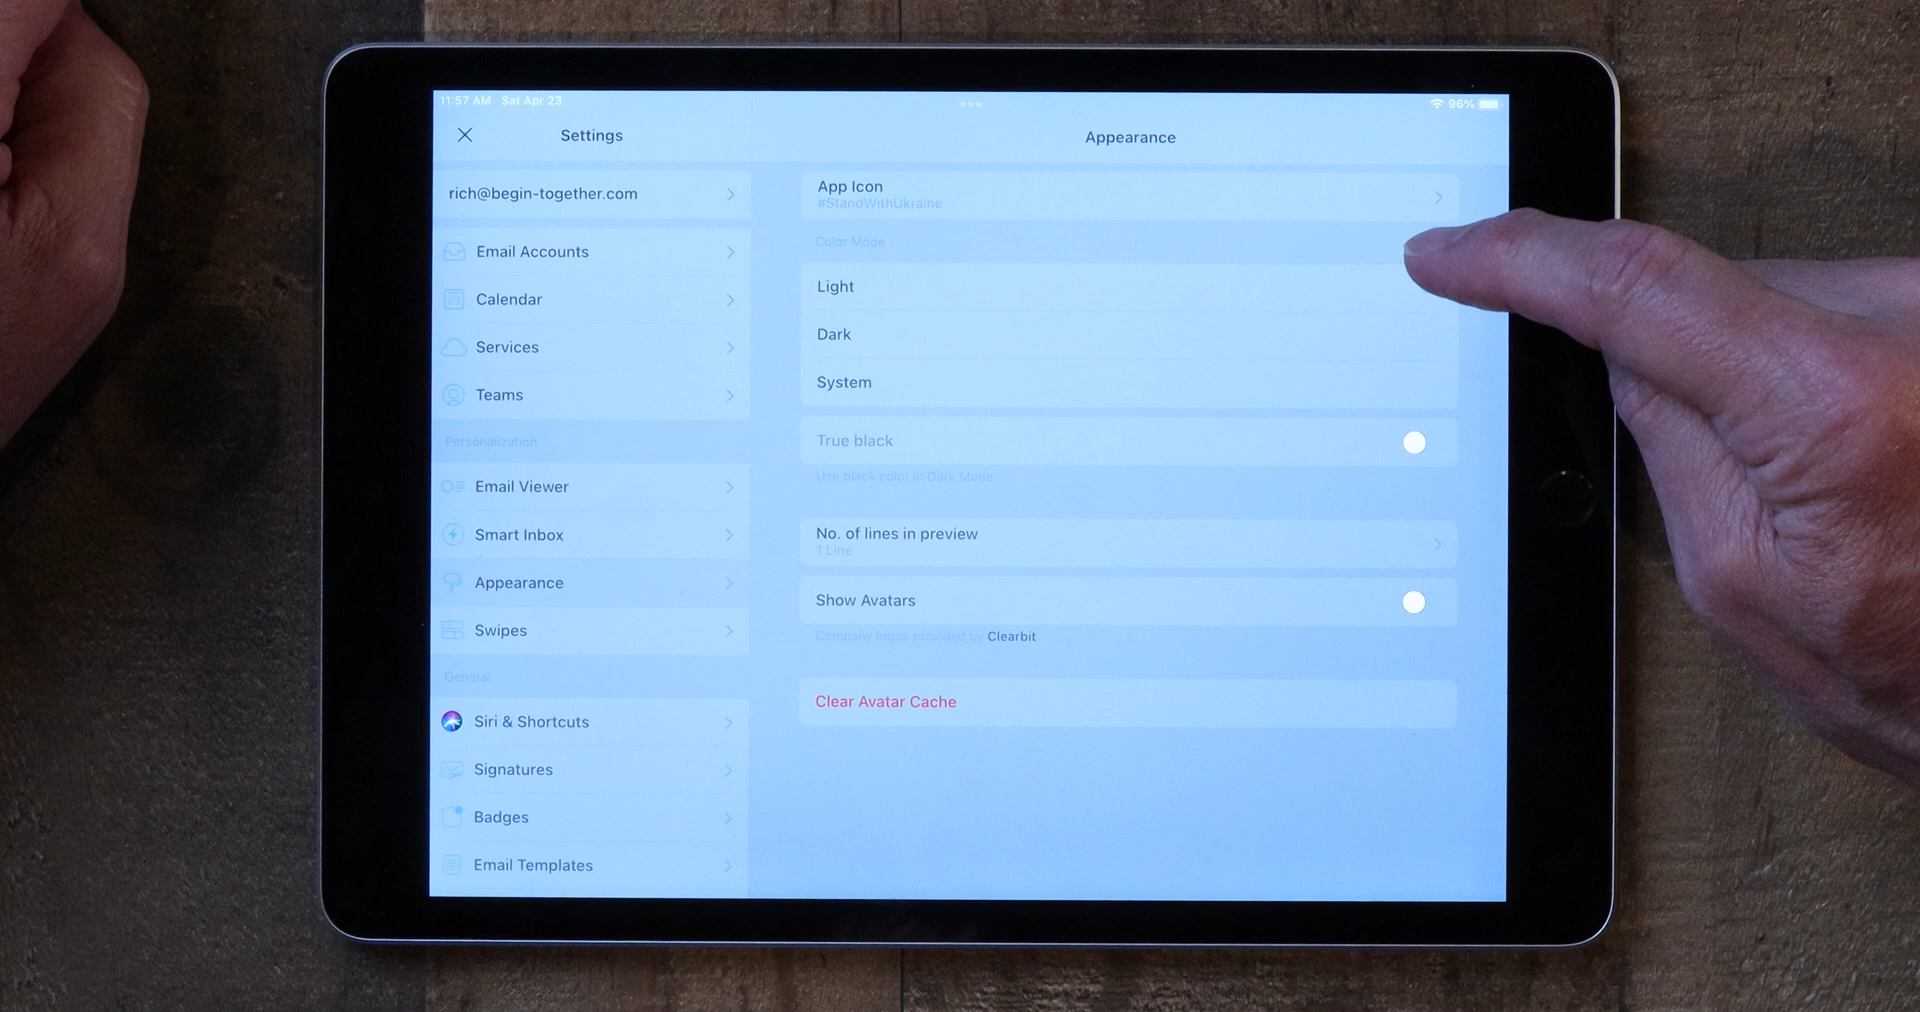 11:57 AM Sat Apr 23
96%
Settings
rich@begin-together.com
Email Accounts
Calendar
23
Services
Teams
Personalization
Email Viewer
Smart Inbox
Appearance
Swipes
General
Siri & Shortcuts
Signatures
Badges
Email Templates
Appearance
App Icon
#StandWithUkraine
Color Mode
Light
Dark
System
True black
Use black color in Dark Mode
No. of lines in preview
1 Line
Show Avatars
Company logos provided by Clearbit
Clear Avatar Cache